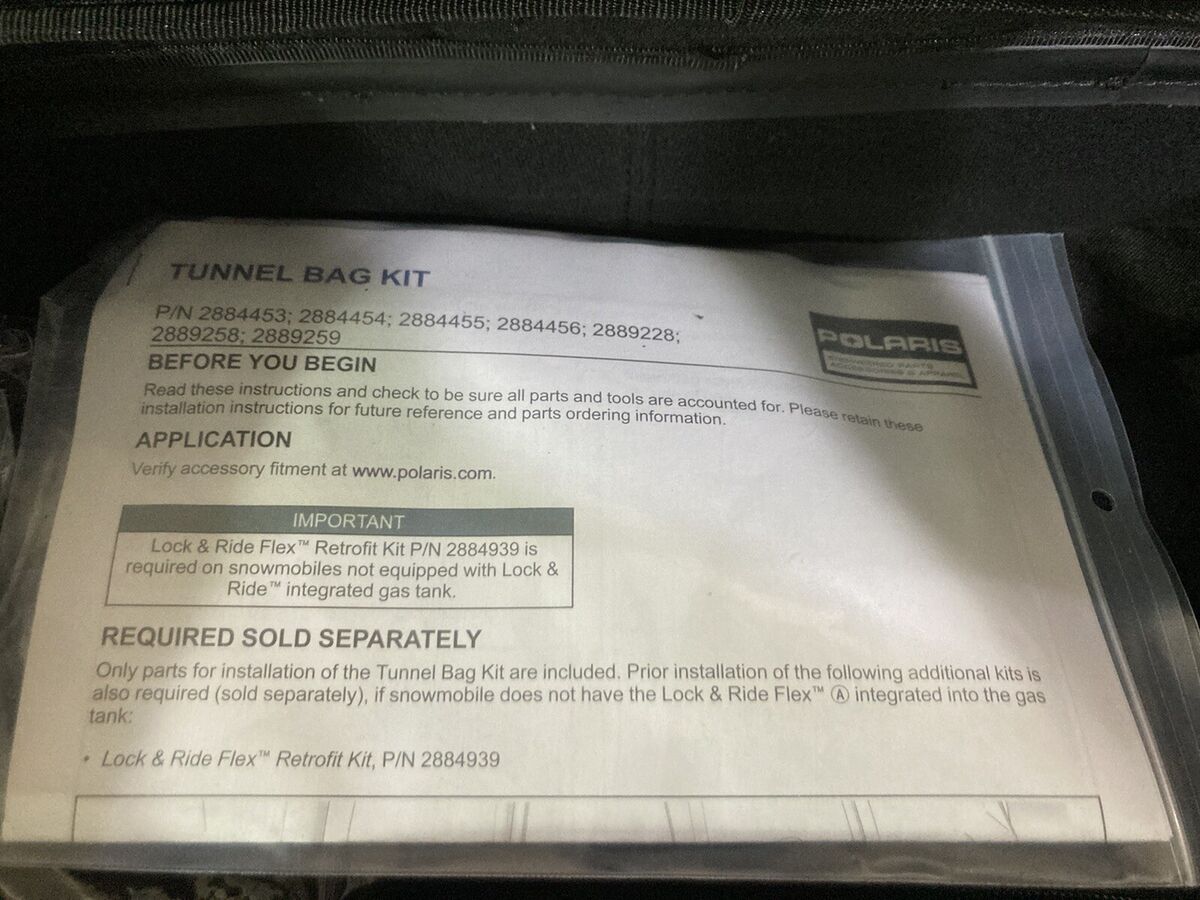 TUNNEL BAG KIT
P/N 2884453; 2884454; 2884455; 2884456; 2889228;
2889258; 2889259
POLARIS
ENGINEERED PARTS
ACCESSORIES & APPAREL
BEFORE YOU BEGIN
Read these instructions and check to be sure all parts and tools are accounted for. Please retain these
installation instructions for future reference and parts ordering information.
APPLICATION
Verify accessory fitment at www.polaris.com.
IMPORTANT
Lock & Ride Flex™ Retrofit Kit P/N 2884939 is
required on snowmobiles not equipped with Lock &
Ride™ integrated gas tank.
REQUIRED SOLD SEPARATELY
Only parts for installation of the Tunnel Bag Kit are included. Prior installation of the following additional kits is
also required (sold separately), if snowmobile does not have the Lock & Ride Flex™ Ⓐ integrated into the gas
tank:
• Lock & Ride Flex™ Retrofit Kit, P/N 2884939